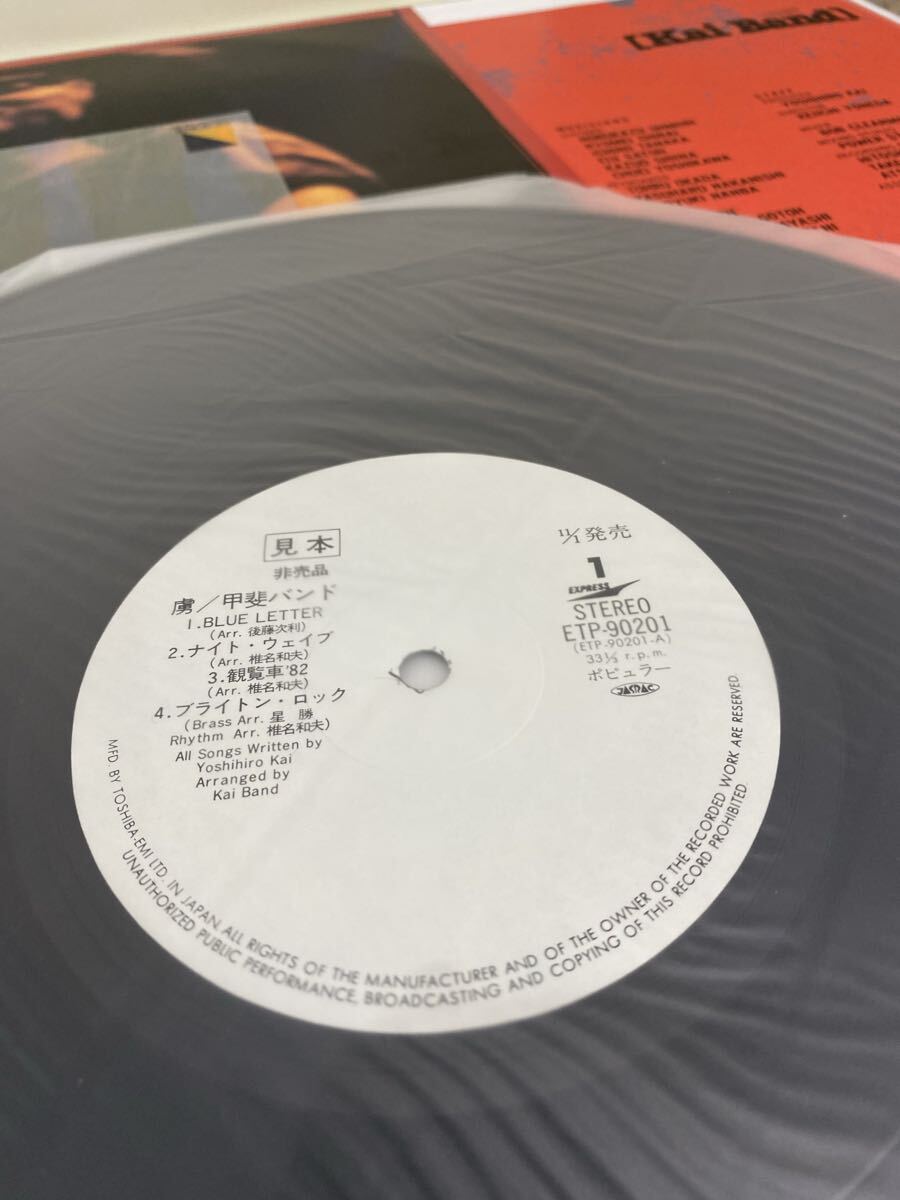 [Kai Band]
STAFF
見本
非売品
虜/甲斐バンド
1.BLUE LETTER
(Arr. 後藤次利)
2.ナイト・ウェイブ
(Arr. 椎名和夫)
3.観覧車'82
(Arr. 椎名和夫)
4.ブライトン・ロック
(Brass Arr. 星 勝
Rhythm Arr. 椎名和夫)
All Songs Written by
Yoshihiro Kai
Arranged by
Kai Band
11/1発売
1
EXPRESS
STEREO
ETP-90201
(ETP-90201-A)
33⅓ r.p.m.
ポピュラー
JASRAC
MFD. BY TOSHIBA-EMI LTD. IN JAPAN. ALL RIGHTS OF THE MANUFACTURER AND OF THE OWNER OF THE RECORDED WORK ARE RESERVED.
UNAUTHORIZED PUBLIC PERFORMANCE, BROADCASTING AND COPYING OF THIS RECORD PROHIBITED.